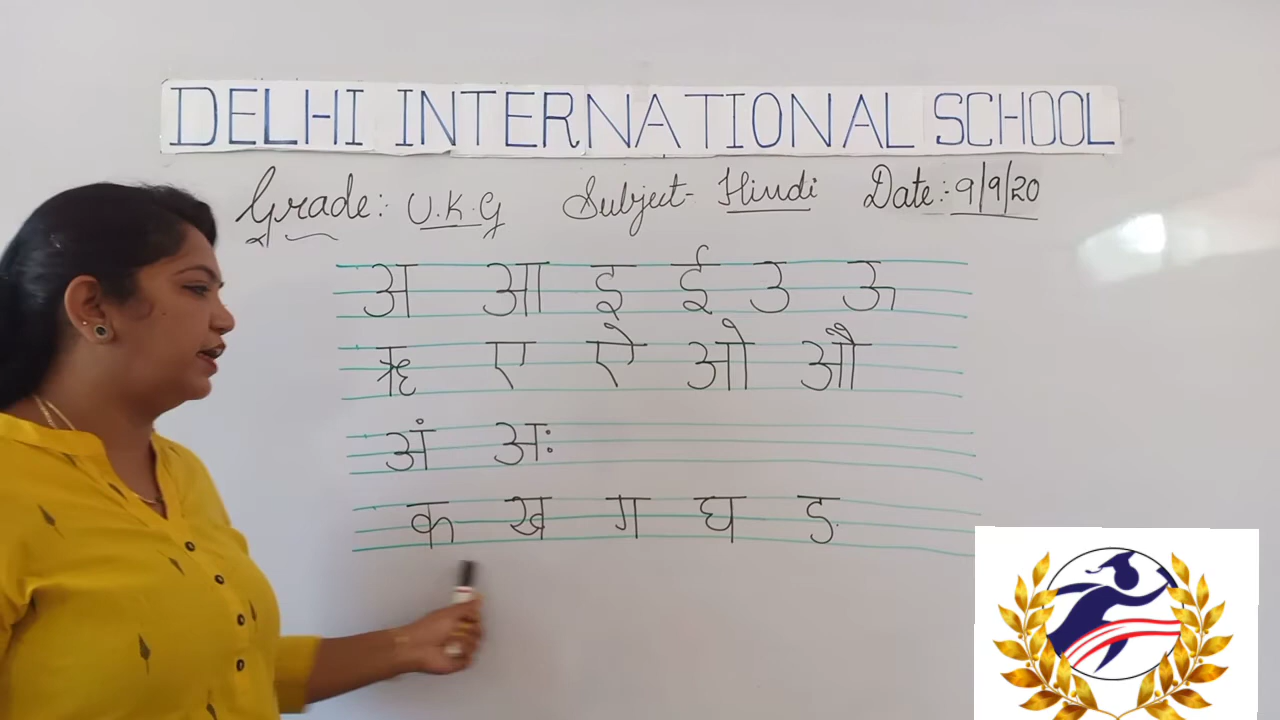 DELHI INTERNATIONAL SCHOOL
Grade: U.K.G Subject- Hindi Date: 9/9/20
अ आ इ ई उ ऊ
ऋ ए ऐ ओ औ
अं अः
क ख ग घ ङ